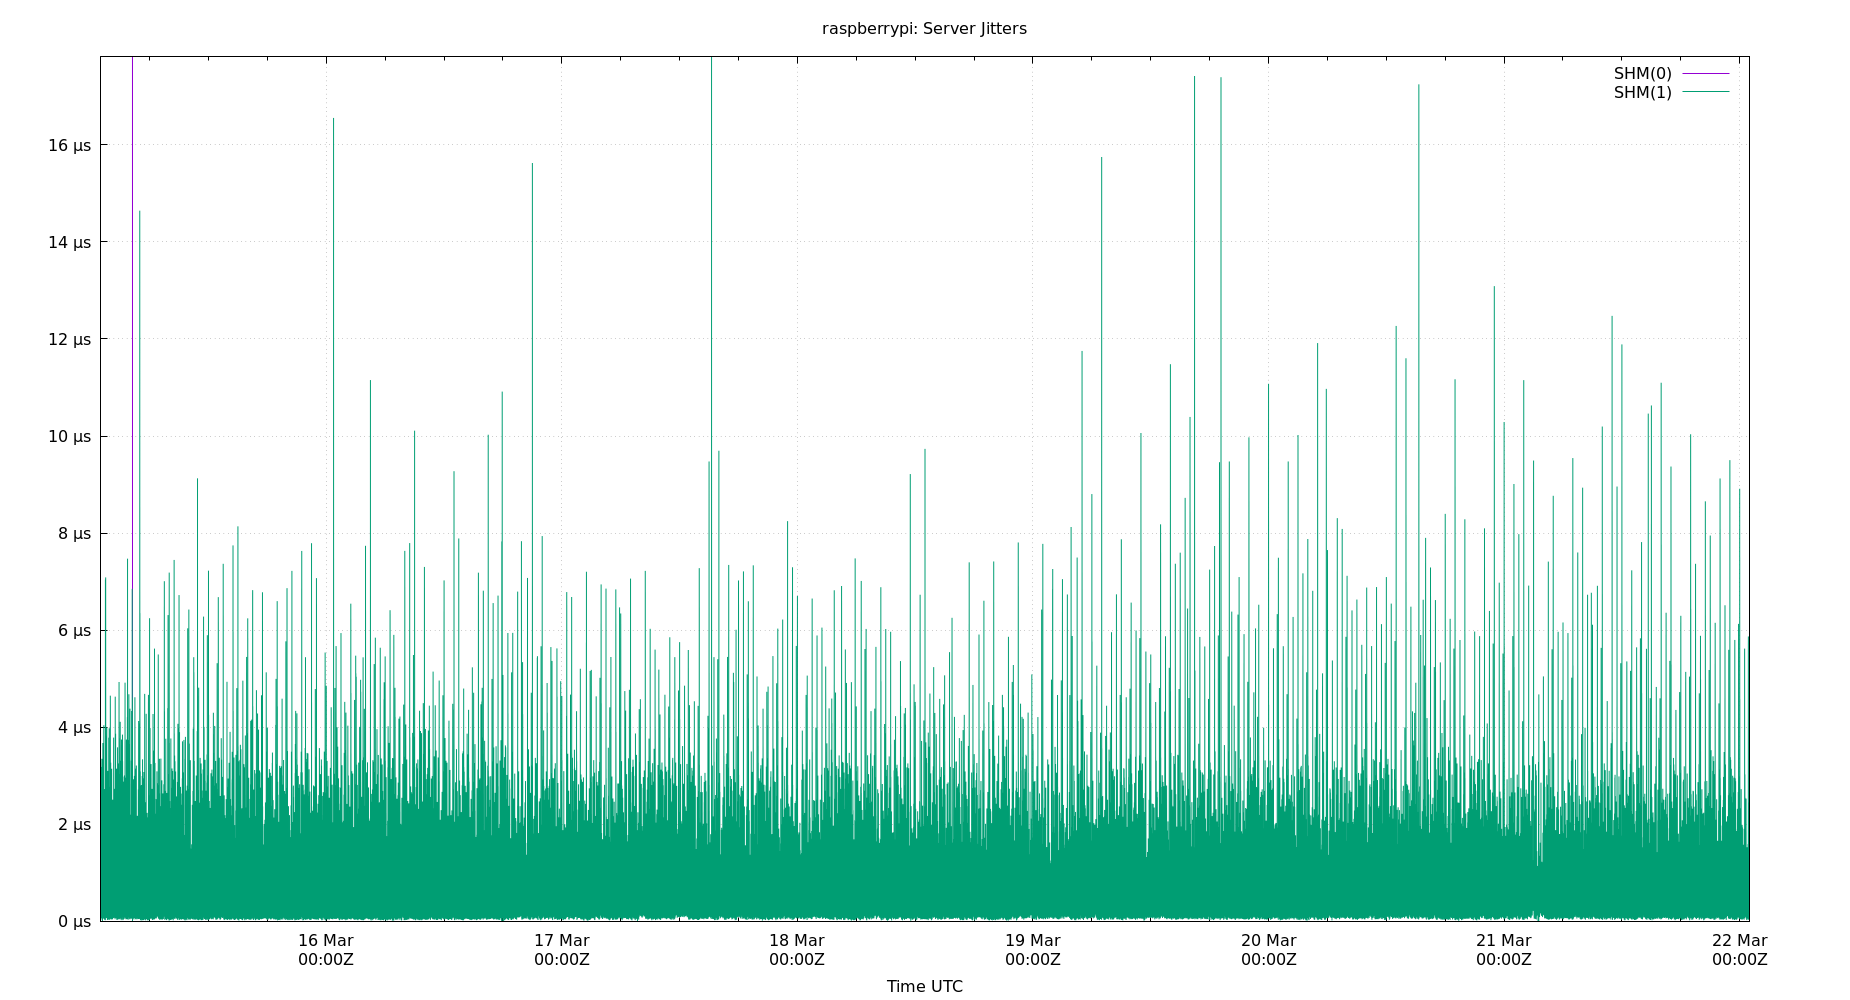 raspberrypi: Server Jitters
SHM(0)
SHM(1)
16 µs
14 µs
12 µs
10 µs
8 µs
6 µs
4 µs
2 µs
0 µs
16 Mar 17 Mar 18 Mar 19 Mar 20 Mar 21 Mar 22 Mar
00:00Z 00:00Z 00:00Z 00:00Z 00:00Z 00:00Z 00:00Z
Time UTC